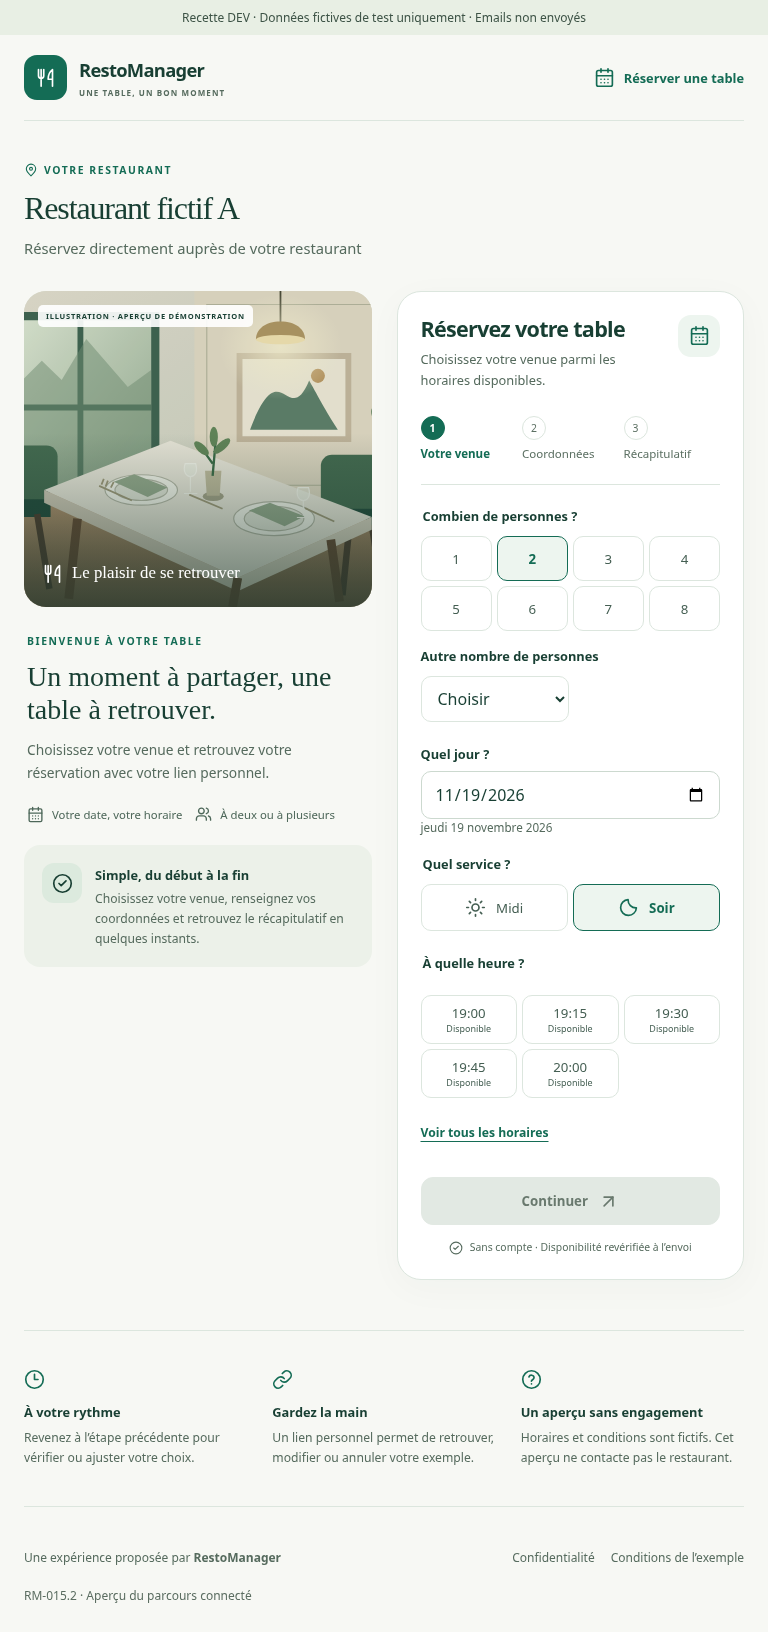 Recette DEV · Données fictives de test uniquement · Emails non envoyés
RestoManager
UNE TABLE, UN BON MOMENT
Réserver une table
VOTRE RESTAURANT
Restaurant fictif A
Réservez directement auprès de votre restaurant
ILLUSTRATION · APERÇU DE DÉMONSTRATION
Le plaisir de se retrouver
BIENVENUE À VOTRE TABLE
Un moment à partager, une
table à retrouver.
Choisissez votre venue et retrouvez votre
réservation avec votre lien personnel.
Votre date, votre horaire
À deux ou à plusieurs
Simple, du début à la fin
Choisissez votre venue, renseignez vos
coordonnées et retrouvez le récapitulatif en
quelques instants.
Réservez votre table
Choisissez votre venue parmi les
horaires disponibles.
1 2 3
Votre venue Coordonnées Récapitulatif
Combien de personnes ?
1 2 3 4
5 6 7 8
Autre nombre de personnes
Choisir
Quel jour ?
11/19/2026
jeudi 19 novembre 2026
Quel service ?
Midi Soir
À quelle heure ?
19:00 19:15 19:30
Disponible Disponible Disponible
19:45 20:00
Disponible Disponible
Voir tous les horaires
Continuer
Sans compte · Disponibilité revérifiée à l’envoi
À votre rythme
Revenez à l’étape précédente pour
vérifier ou ajuster votre choix.
Gardez la main
Un lien personnel permet de retrouver,
modifier ou annuler votre exemple.
Un aperçu sans engagement
Horaires et conditions sont fictifs. Cet
aperçu ne contacte pas le restaurant.
Une expérience proposée par RestoManager
Confidentialité Conditions de l’exemple
RM-015.2 · Aperçu du parcours connecté